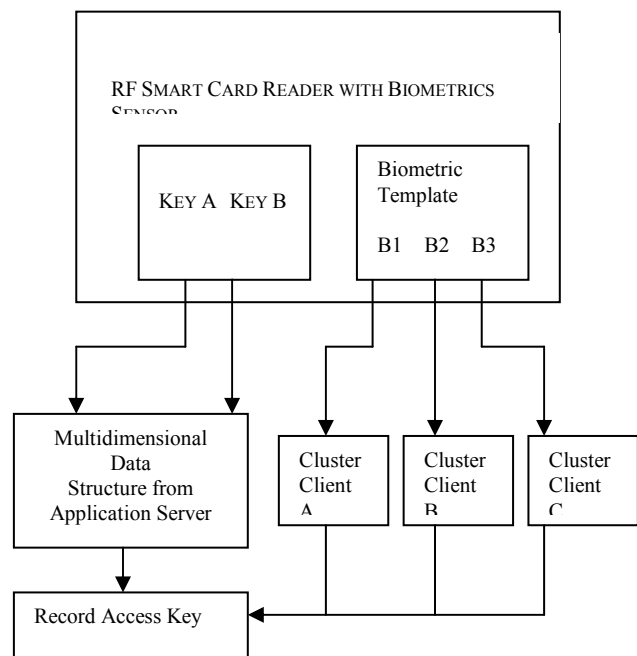 RF SMART CARD READER WITH BIOMETRICS
SENSOR
KEY A KEY B
Biometric
Template
B1 B2 B3
Multidimensional
Data
Structure from
Application Server
Cluster
Client
A
Cluster
Client
B
Cluster
Client
C
Record Access Key